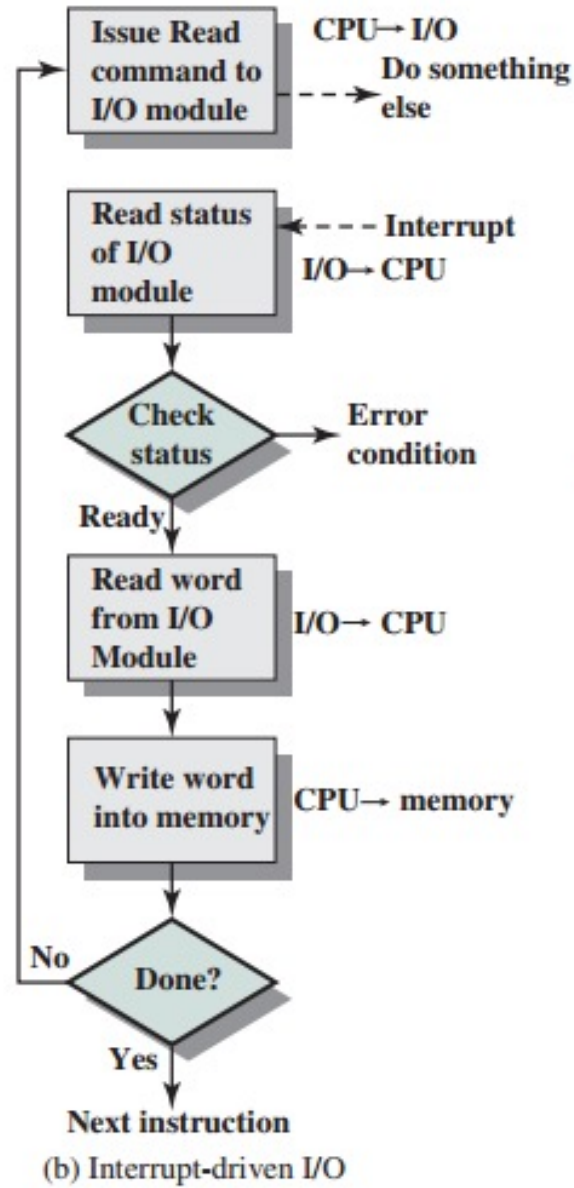 Issue Read
command to
I/O module
CPU→ I/O
Do something
else
Read status
of I/O
module
Interrupt
I/O→ CPU
Check
status
Error
condition
Ready
Read word
from I/O
Module
I/O→ CPU
Write word
into memory
CPU→ memory
No
Done?
Yes
Next instruction
(b) Interrupt-driven I/O